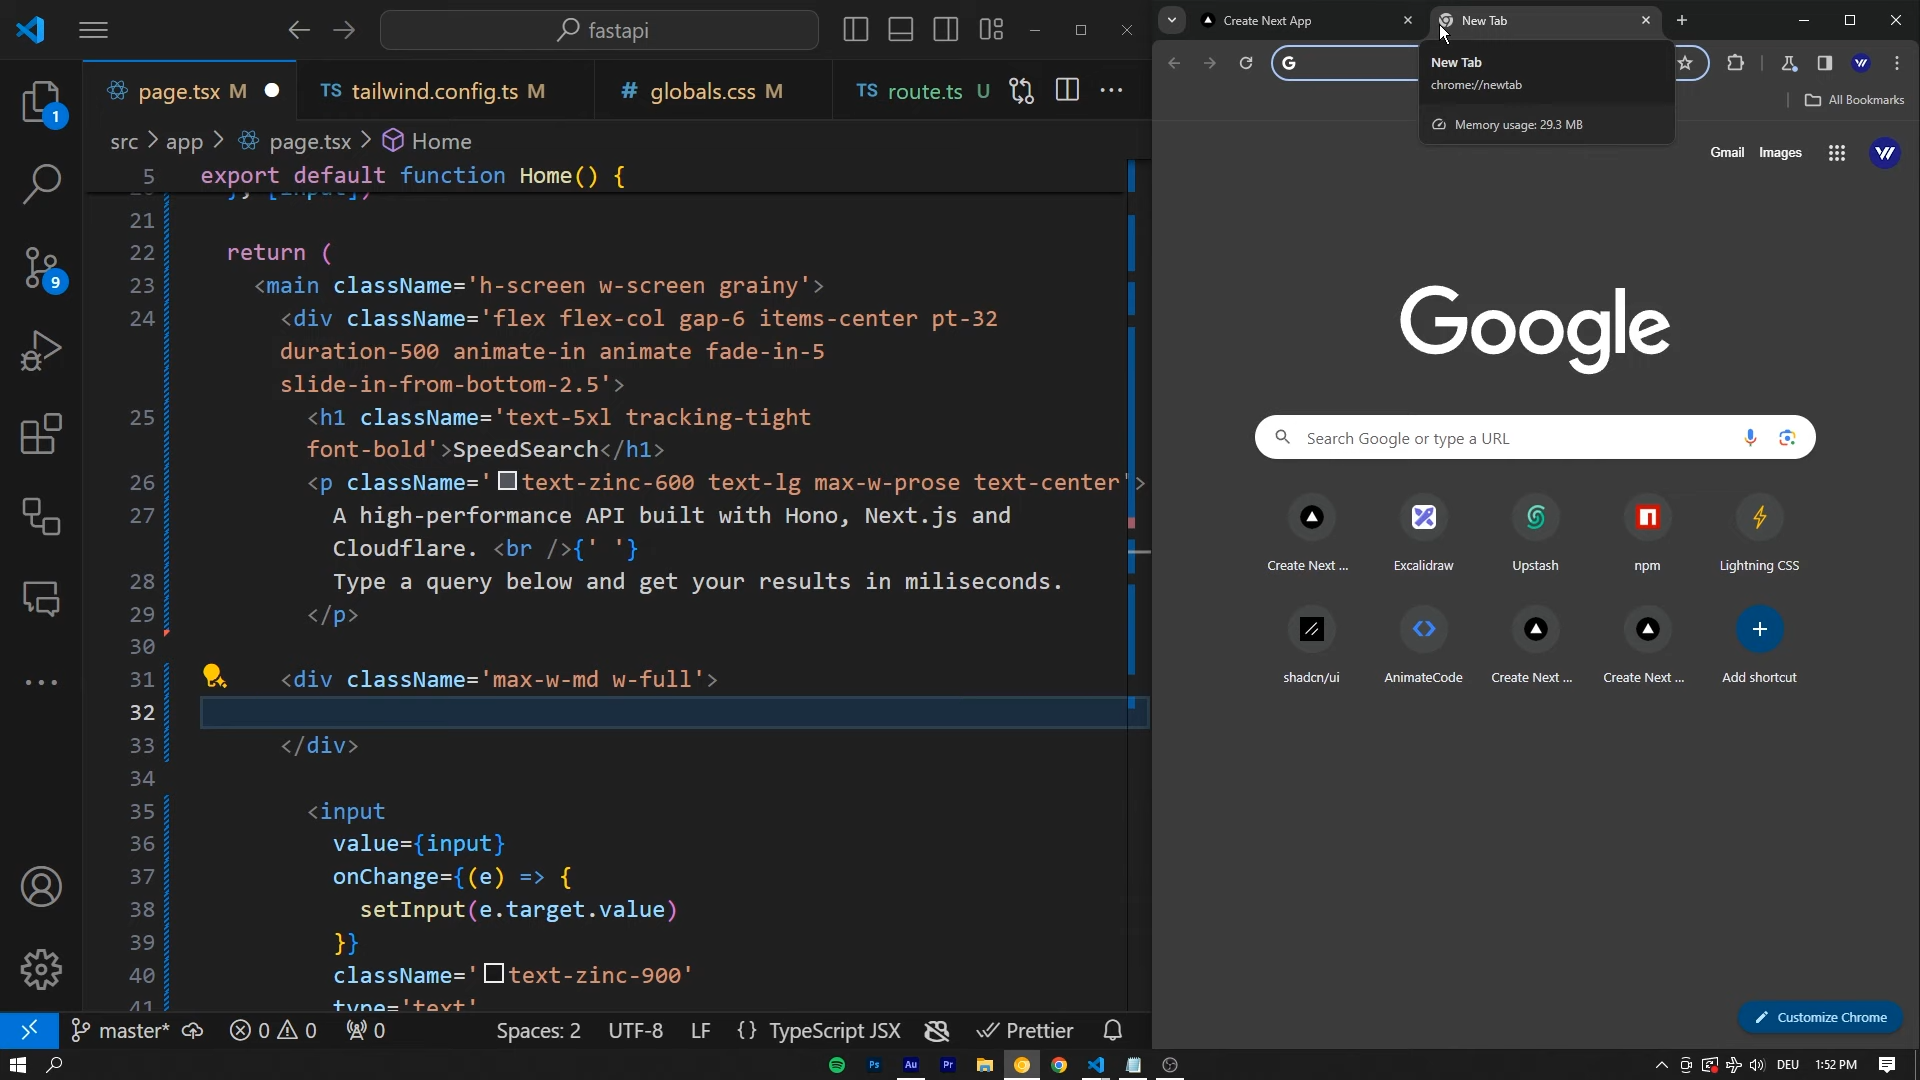 fastapi
page.tsx M
TS tailwind.config.ts M
# globals.css M
TS route.ts U
src > app > page.tsx > Home
5 export default function Home() {
21
22 return (
23 <main className='h-screen w-screen grainy'>
24 <div className='flex flex-col gap-6 items-center pt-32
duration-500 animate-in animate fade-in-5
slide-in-from-bottom-2.5'>
25 <h1 className='text-5xl tracking-tight
font-bold'>SpeedSearch</h1>
26 <p className='text-zinc-600 text-lg max-w-prose text-center'>
27 A high-performance API built with Hono, Next.js and
Cloudflare. <br />{' '}
28 Type a query below and get your results in miliseconds.
29 </p>
30
31 <div className='max-w-md w-full'>
32
33 </div>
34
35 <input
36 value={input}
37 onChange={(e) => {
38 setInput(e.target.value)
39 }}
40 className='text-zinc-900'
41 type='text'
1
9
master*
0 0
0
Spaces: 2
UTF-8
LF
{} TypeScript JSX
Prettier
Create Next App
New Tab
G
New Tab
chrome://newtab
Memory usage: 29.3 MB
All Bookmarks
Gmail
Images
Google
Search Google or type a URL
Create Next ...
Excalidraw
Upstash
npm
Lightning CSS
shadcn/ui
AnimateCode
Create Next ...
Create Next ...
Add shortcut
Customize Chrome
Ps
Au
Pr
DEU
1:52 PM